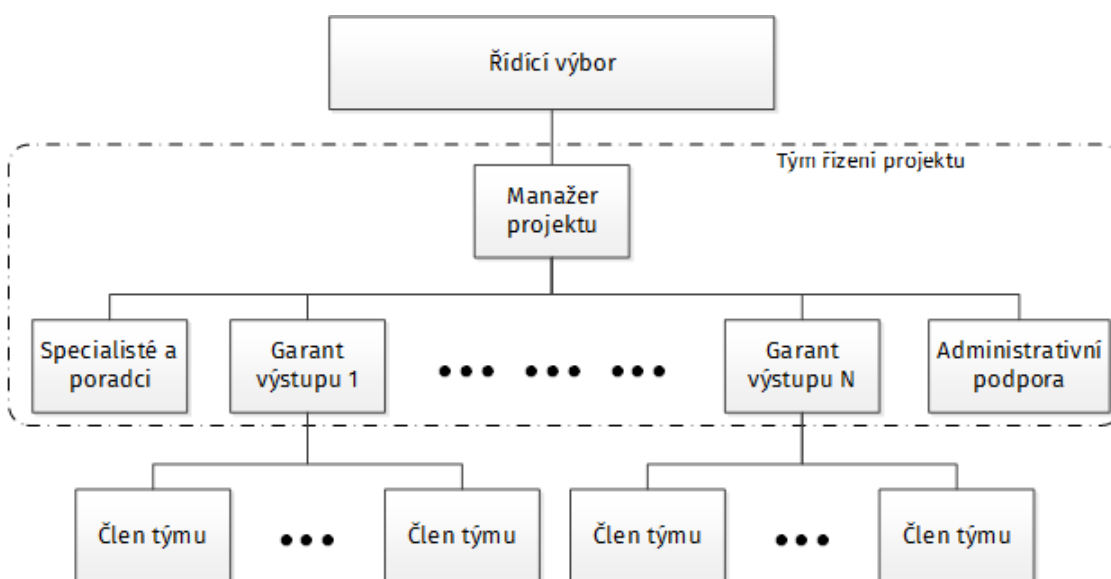 Řídící výbor
Tým řízení projektu
Manažer
projektu
Specialisté a
poradci
Garant
výstupu 1
••• ••• •••
Garant
výstupu N
Administrativní
podpora
Člen týmu
•••
Člen týmu
Člen týmu
•••
Člen týmu